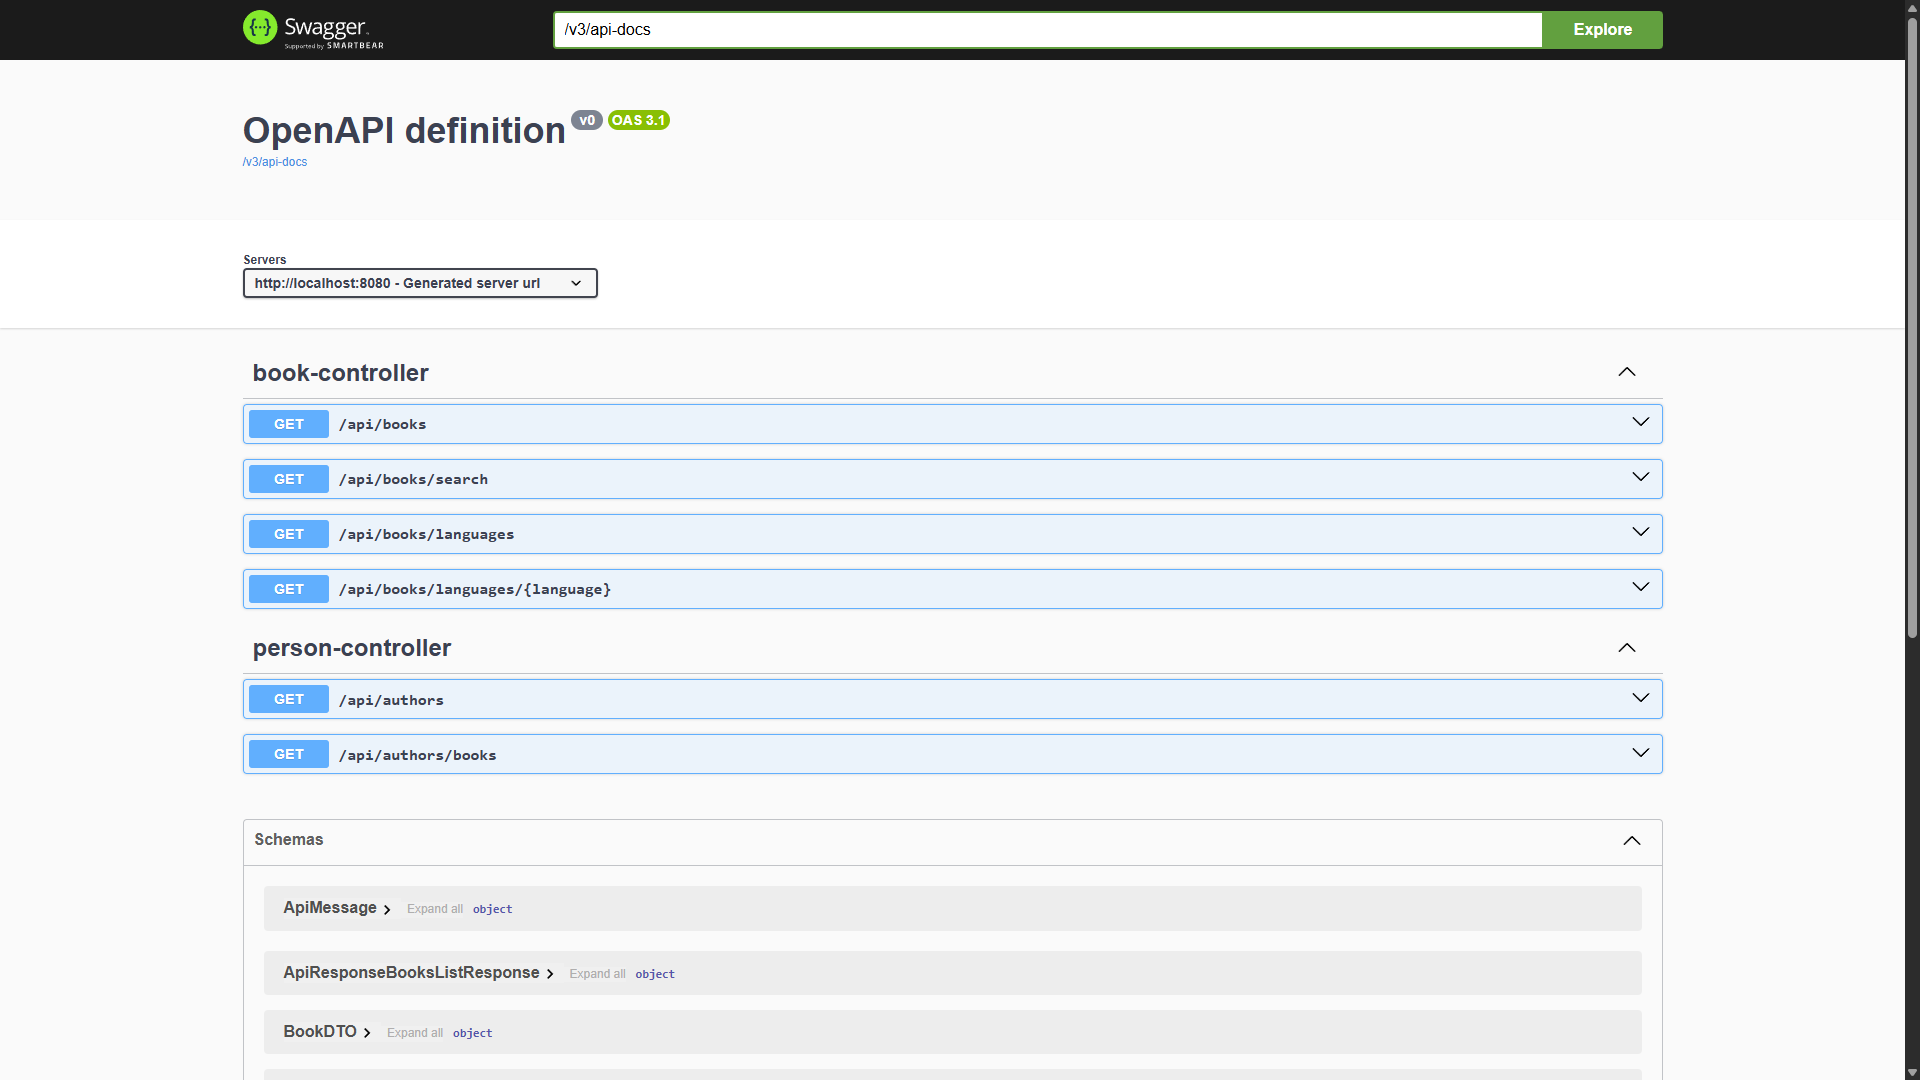 Swagger
Supported by SMARTBEAR
/v3/api-docs
Explore
OpenAPI definition v0 OAS 3.1
/v3/api-docs
Servers
http://localhost:8080 - Generated server url
book-controller
GET /api/books
GET /api/books/search
GET /api/books/languages
GET /api/books/languages/{language}
person-controller
GET /api/authors
GET /api/authors/books
Schemas
ApiMessage Expand all object
ApiResponseBooksListResponse Expand all object
BookDTO Expand all object